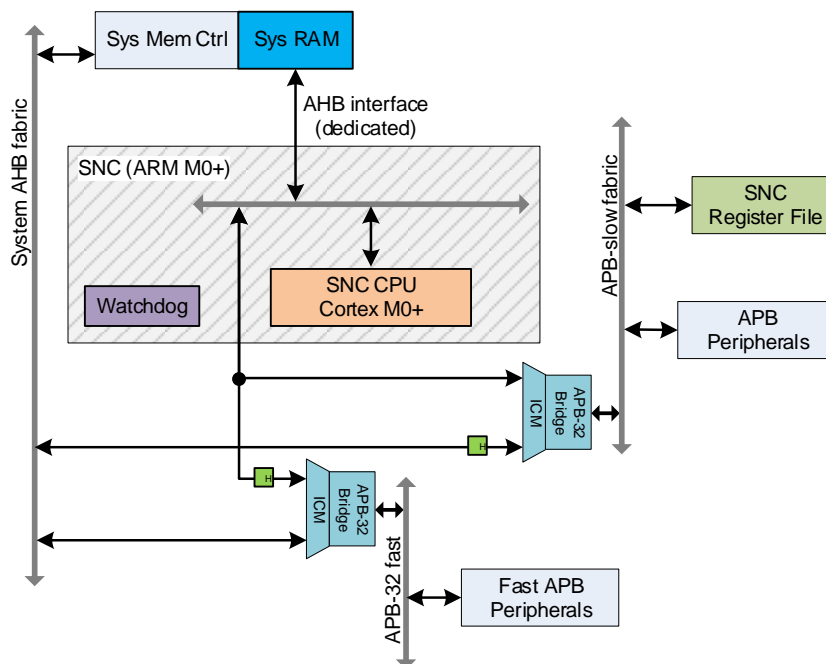 Sys Mem Ctrl
Sys RAM
AHB interface
(dedicated)
System AHB fabric
SNC (ARM M0+)
SNC CPU
Cortex M0+
Watchdog
APB-slow fabric
SNC
Register File
APB
Peripherals
ICM
APB-32
Bridge
H
H
ICM
APB-32
Bridge
APB-32 fast
Fast APB
Peripherals